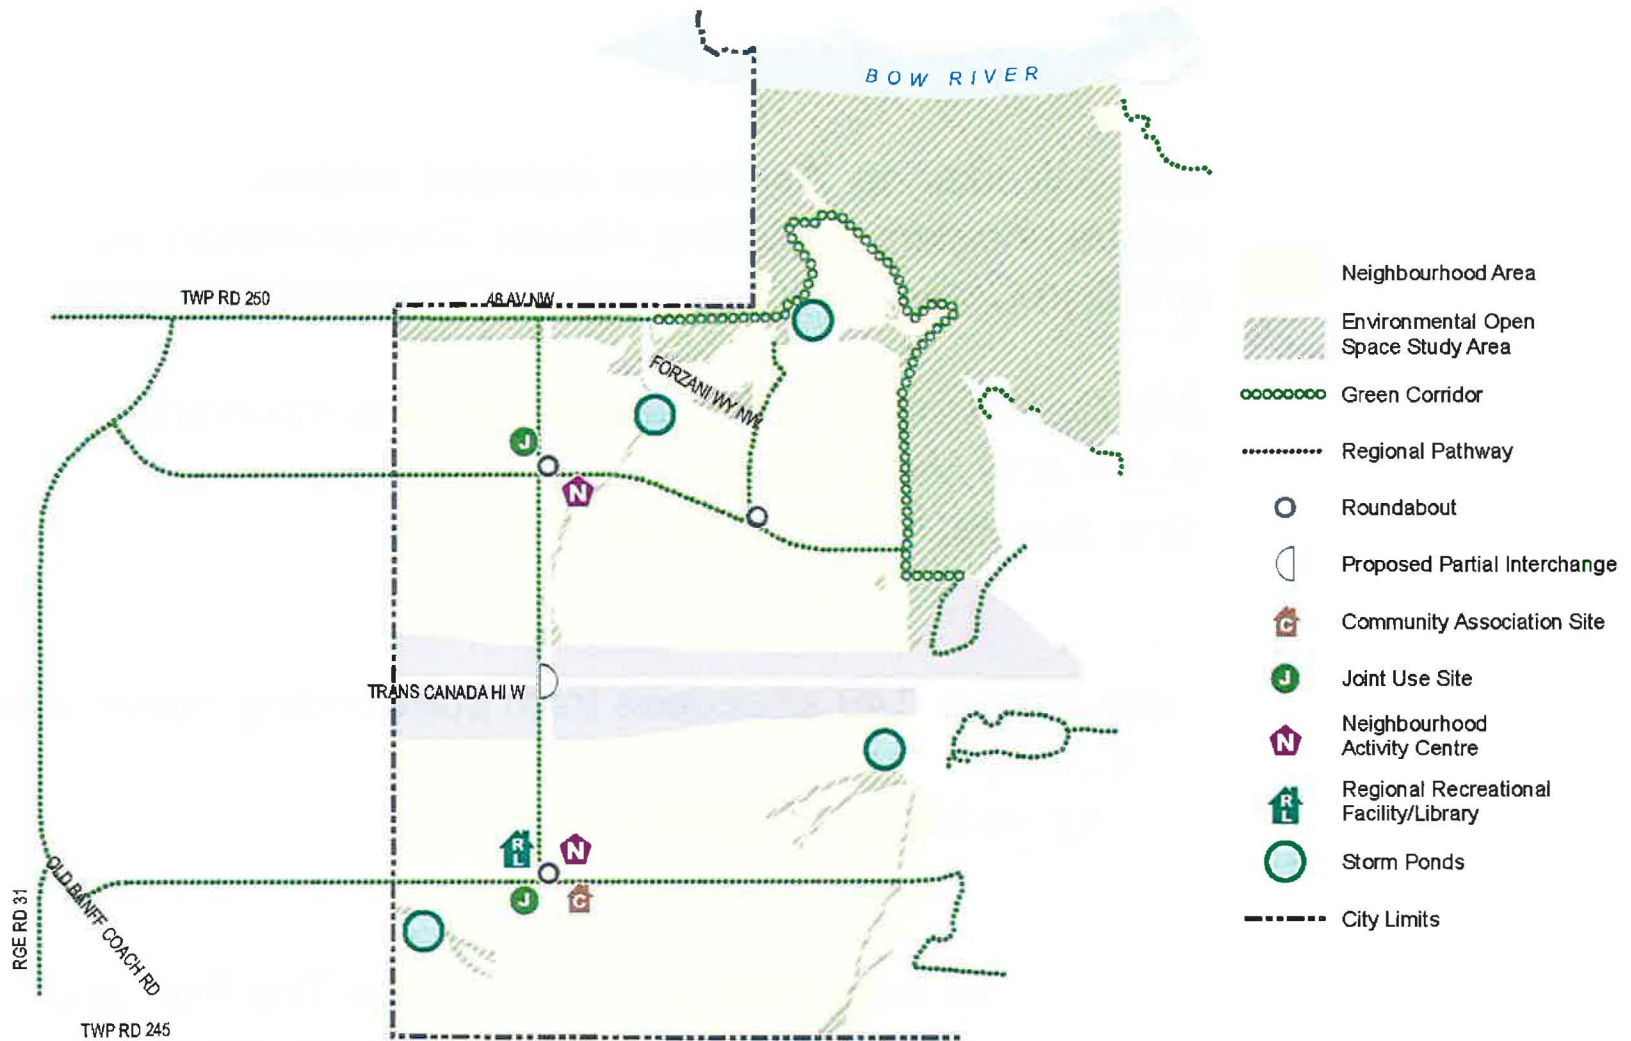 BOW RIVER
TWP RD 250
48 AV NW
FORZANI WY NW
J
N
TRANS CANADA HI W
R
L
N
J
C
OLD BANFF COACH RD
RGE RD 31
TWP RD 245
Neighbourhood Area
Environmental Open
Space Study Area
Green Corridor
Regional Pathway
Roundabout
Proposed Partial Interchange
C
Community Association Site
J
Joint Use Site
N
Neighbourhood
Activity Centre
R
L
Regional Recreational
Facility/Library
Storm Ponds
City Limits